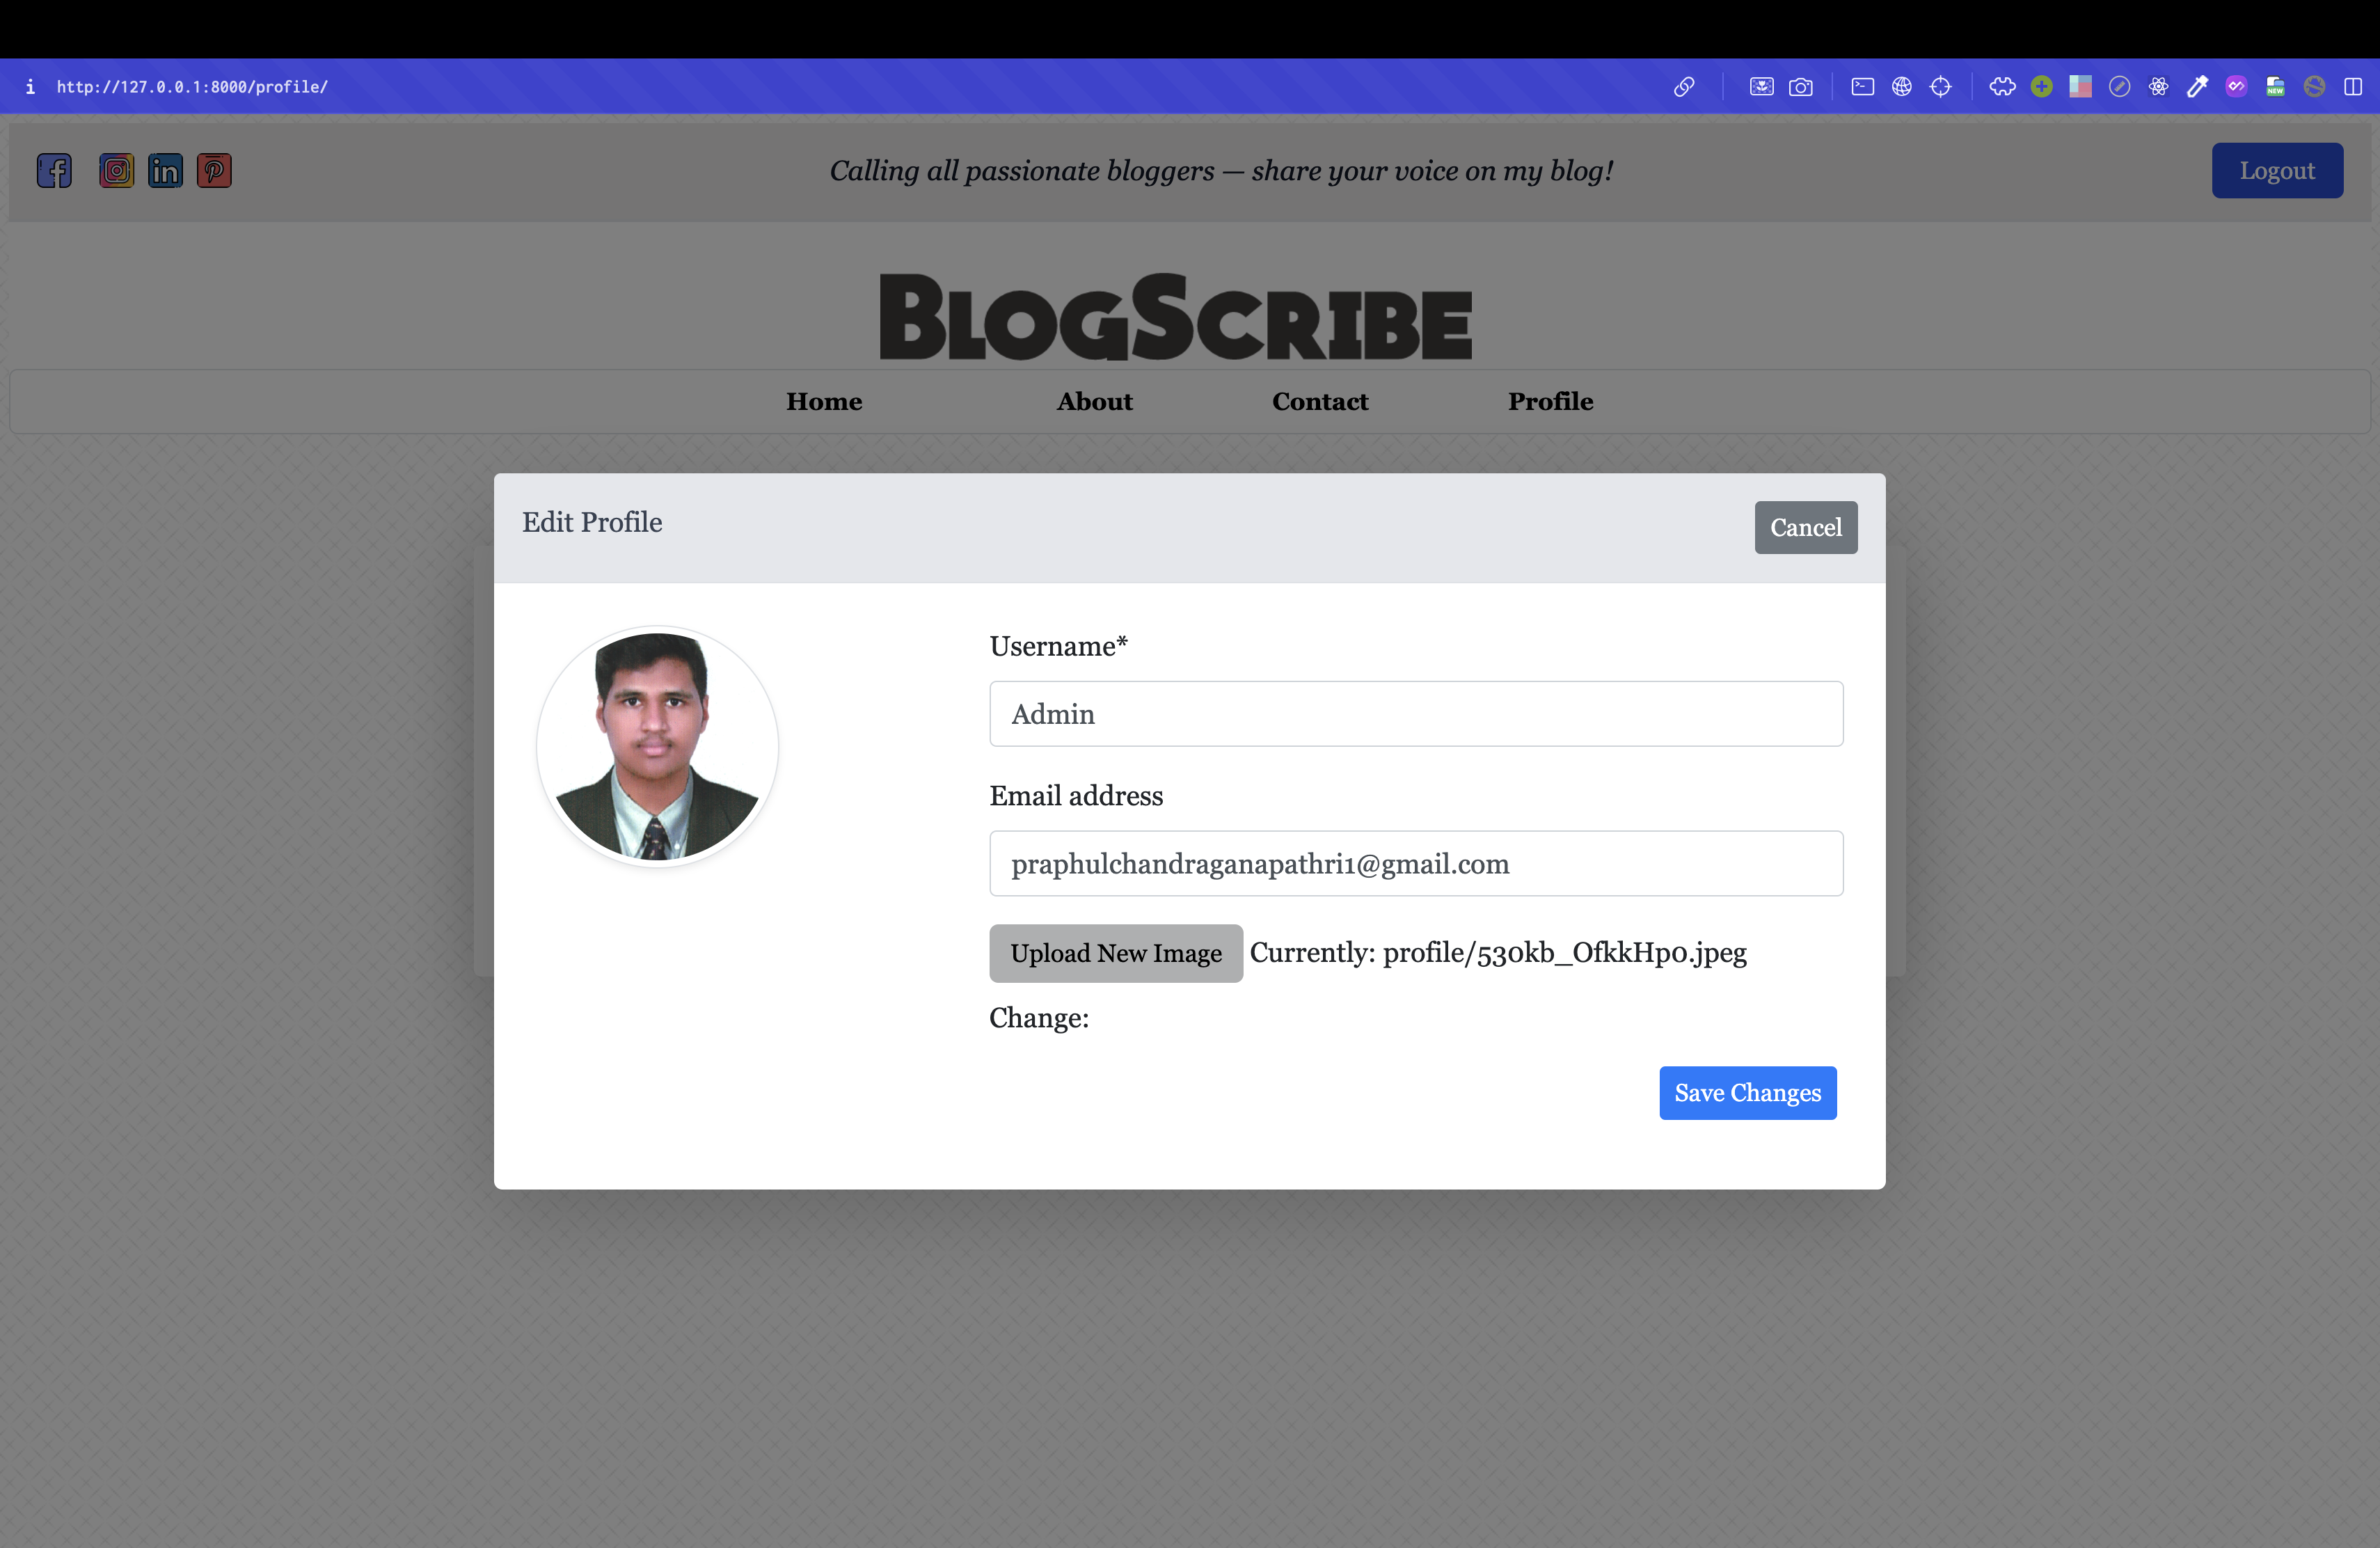 http://127.0.0.1:8000/profile/
Calling all passionate bloggers — share your voice on my blog!
Logout
BLOGSCRIBE
Home About Contact Profile
Edit Profile
Cancel
Username*
Admin
Email address
praphulchandraganapathri1@gmail.com
Upload New Image Currently: profile/530kb_OfkkHp0.jpeg
Change:
Save Changes